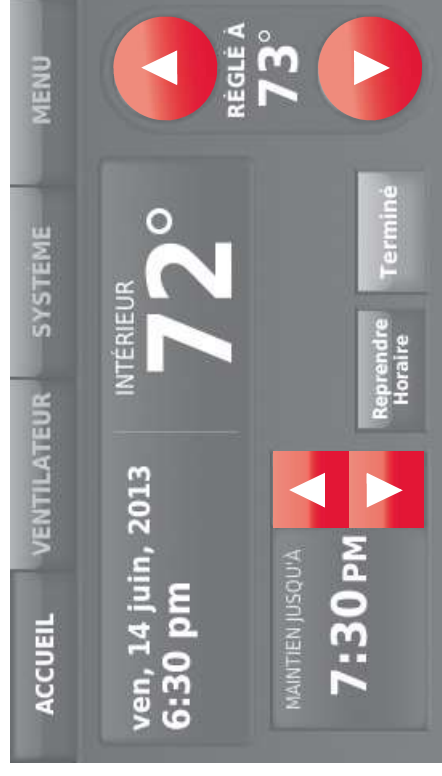 ACCUEIL
VENTILATEUR
SYSTEME
MENU
ven, 14 juin, 2013
6:30 pm
INTÉRIEUR
72°
RÉGLÉ À
73°
MAINTIEN JUSQU'À
7:30 PM
Reprendre
Horaire
Terminé